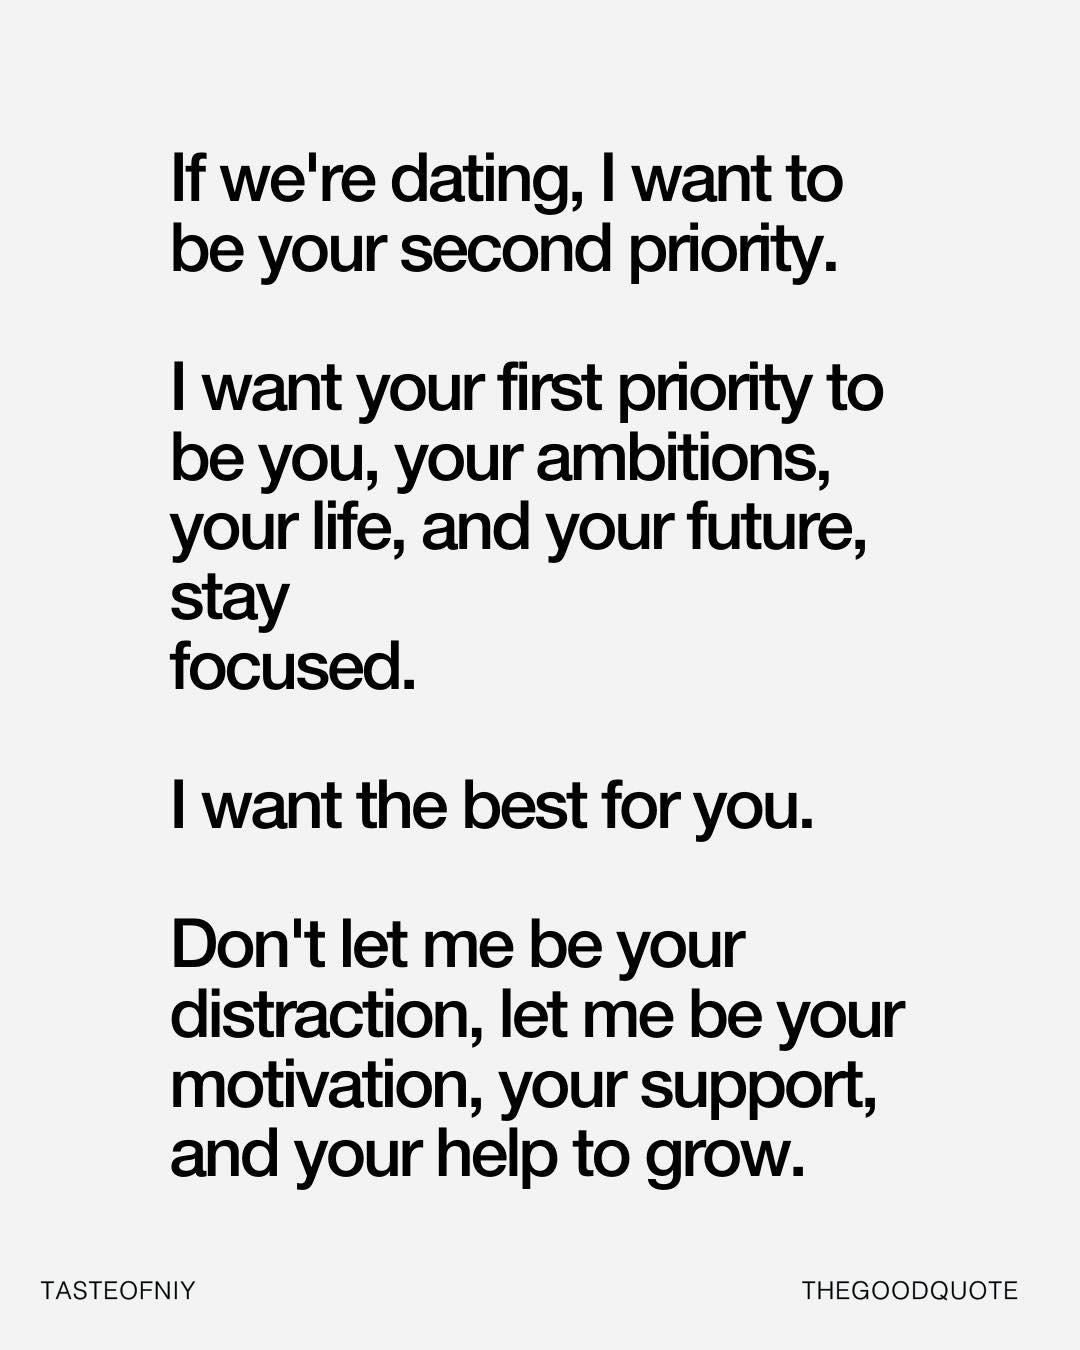 If we're dating, I want to
be your second priority.
I want your first priority to
be you, your ambitions,
your life, and your future,
stay
focused.
I want the best for you.
Don't let me be your
distraction, let me be your
motivation, your support,
and your help to grow.
TASTEOFNIY
THEGOODQUOTE